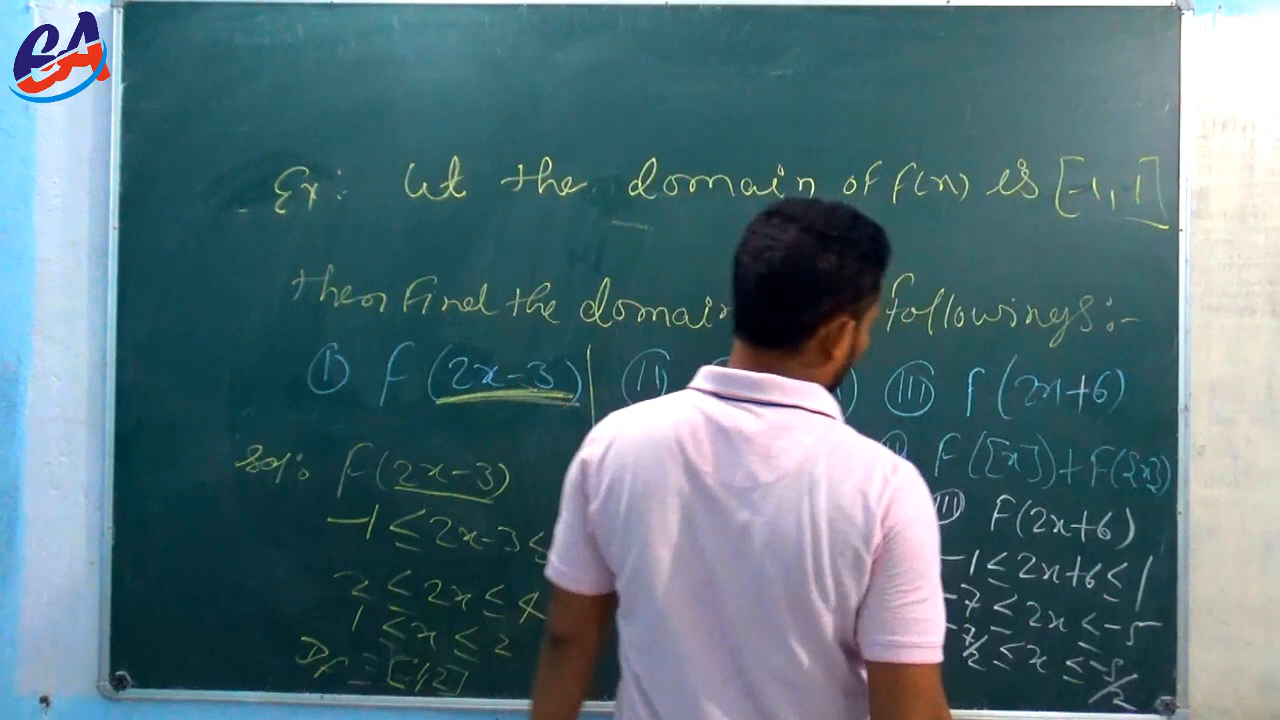 EA
Ex: Let the domain of f(x) is [-1, 1]
then find the domain followings:-
(I) f(2x-3) (II) ) (III) f(2x+6)
f([x])+f({x})
Sol: f(2x-3)
-1 ≤ 2x-3 ≤
2 ≤ 2x ≤ 4
1 ≤ x ≤ 2
Df = [1,2]
(III) f(2x+6)
-1 ≤ 2x+6 ≤ 1
-7 ≤ 2x ≤ -5
-7/2 ≤ x ≤ -5/2